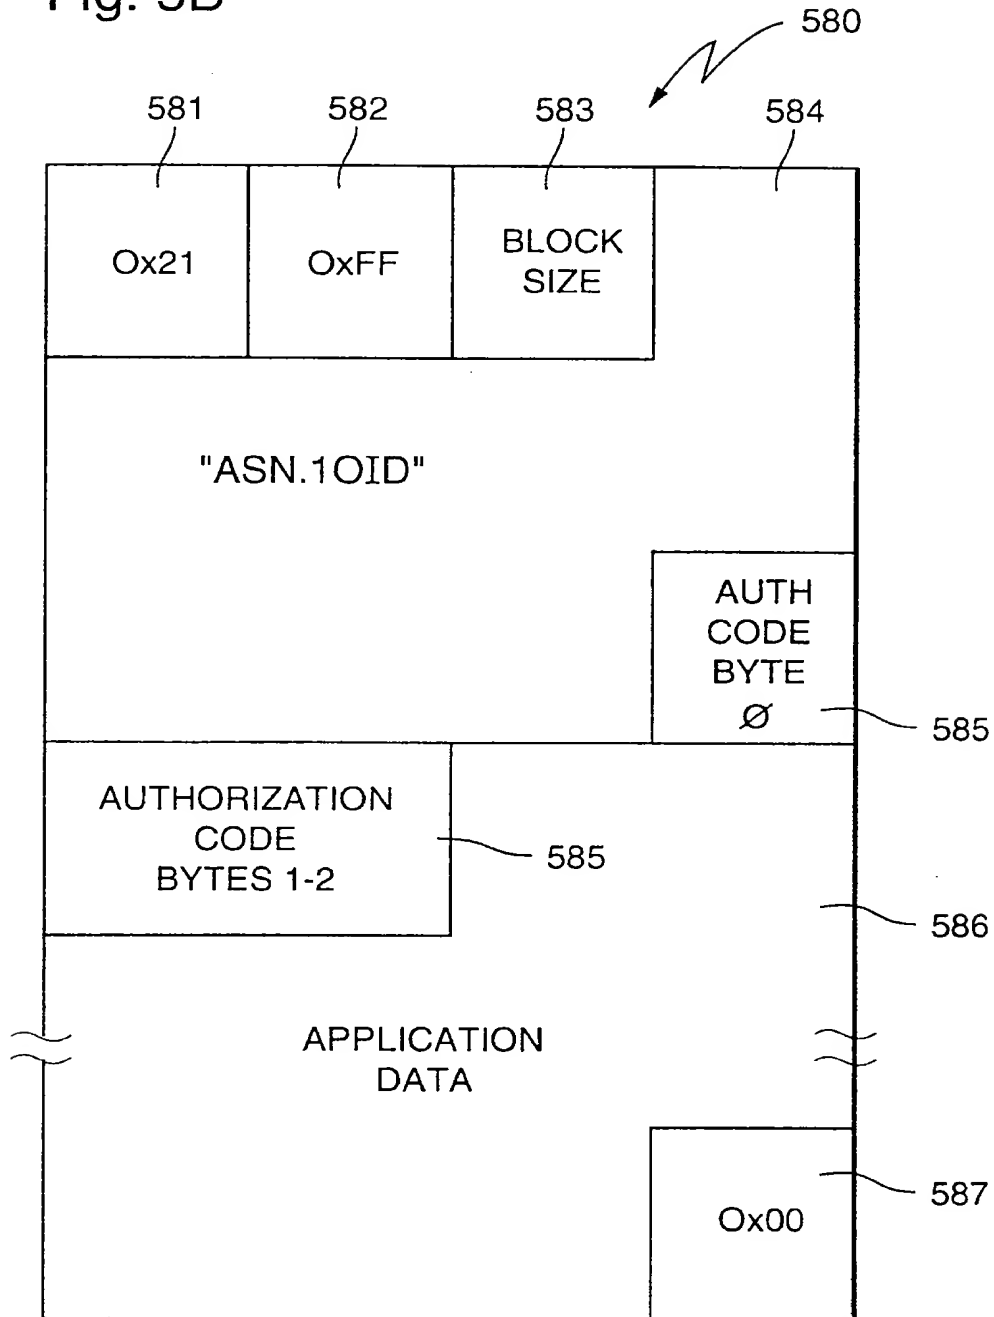 Fig. 5B
580
581
582
583
584
Ox21
OxFF
BLOCK
SIZE
"ASN.1OID"
AUTH
CODE
BYTE
Ø
585
AUTHORIZATION
CODE
BYTES 1-2
585
586
APPLICATION
DATA
587
Ox00